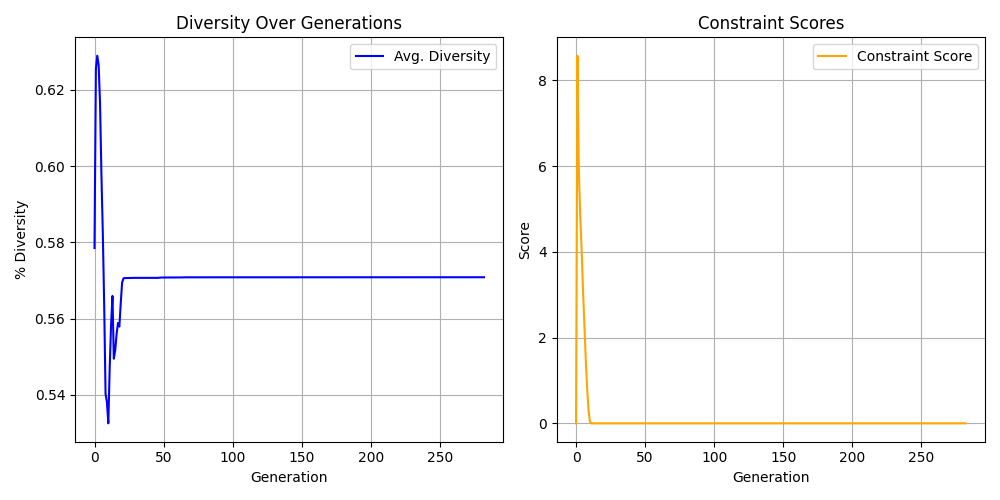 Diversity Over Generations
Avg. Diversity
% Diversity
0.62
0.60
0.58
0.56
0.54
0 50 100 150 200 250
Generation
Constraint Scores
Constraint Score
Score
8
6
4
2
0
0 50 100 150 200 250
Generation